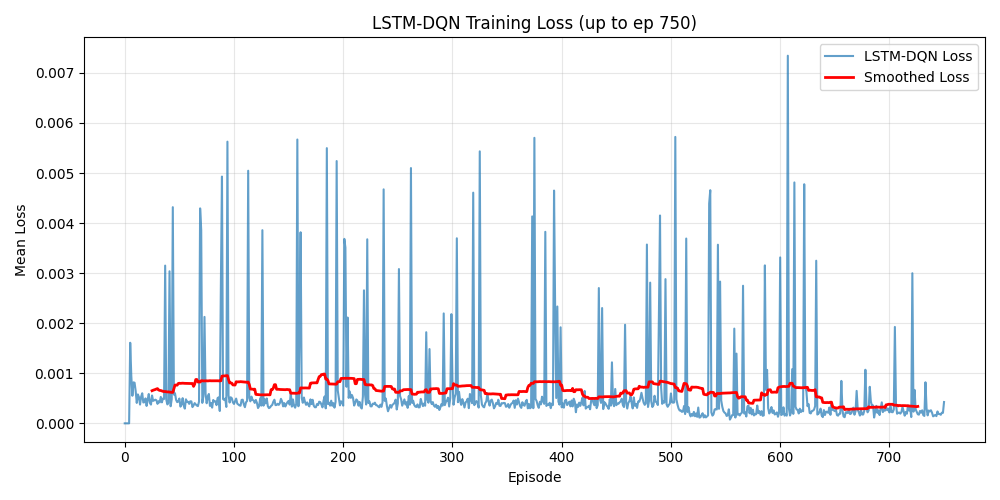 LSTM-DQN Training Loss (up to ep 750)
LSTM-DQN Loss
Smoothed Loss
Mean Loss
0.007
0.006
0.005
0.004
0.003
0.002
0.001
0.000
0 100 200 300 400 500 600 700
Episode